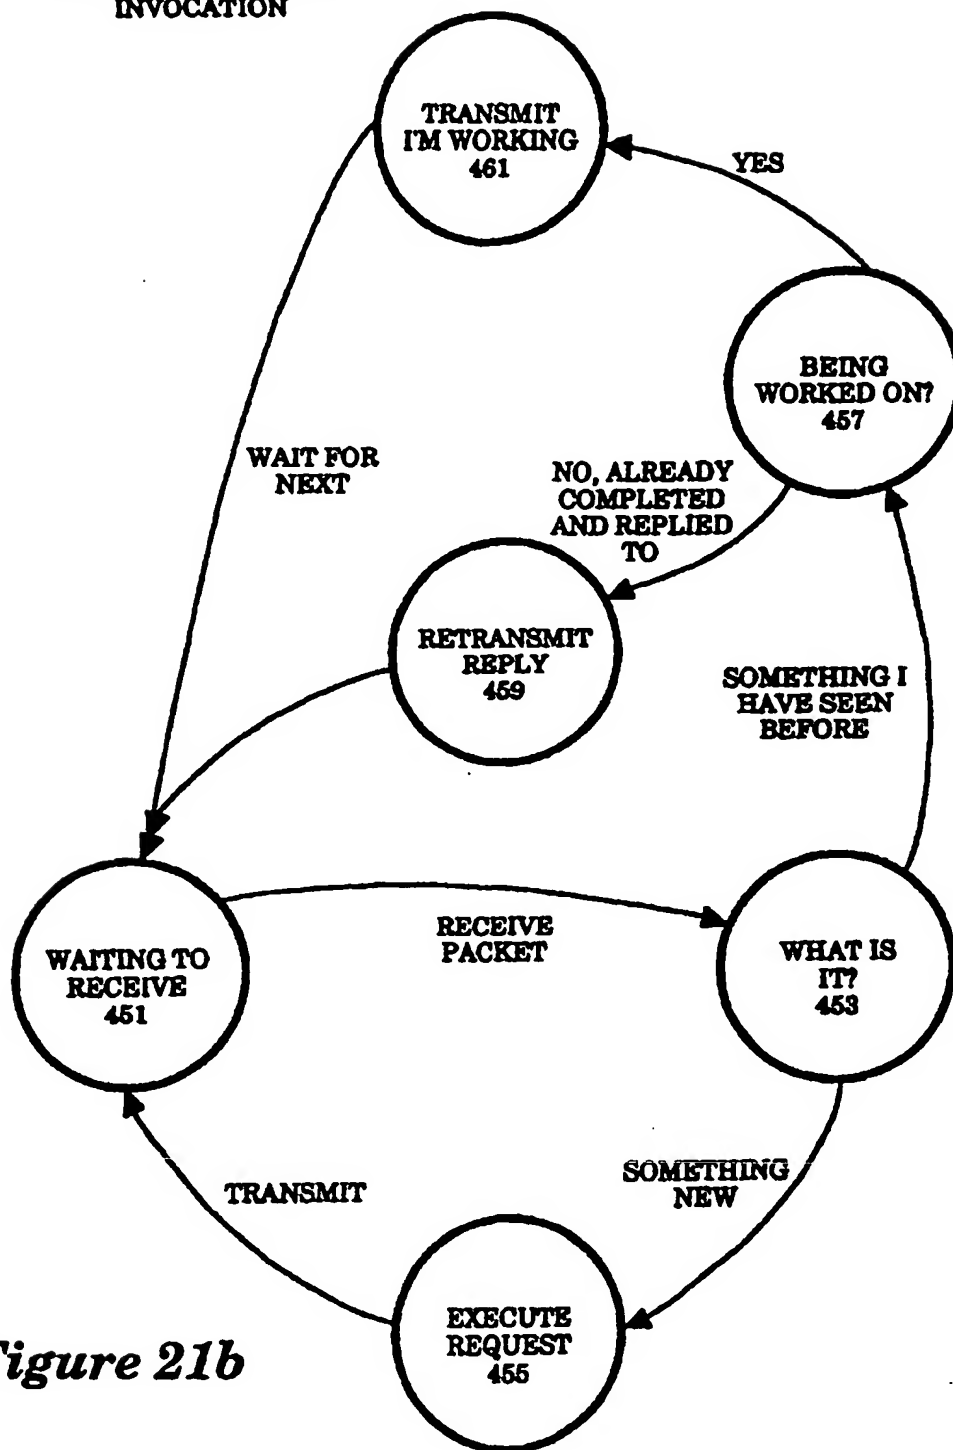 INVOCATION
TRANSMIT
I'M WORKING
461
YES
BEING
WORKED ON?
457
WAIT FOR
NEXT
NO, ALREADY
COMPLETED
AND REPLIED
TO
RETRANSMIT
REPLY
459
SOMETHING I
HAVE SEEN
BEFORE
WAITING TO
RECEIVE
451
RECEIVE
PACKET
WHAT IS
IT?
453
TRANSMIT
SOMETHING
NEW
EXECUTE
REQUEST
455
Figure 21b